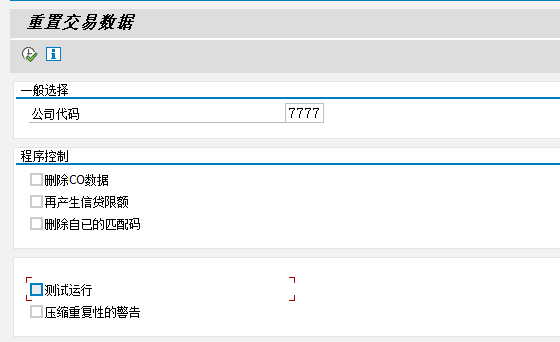 重置交易数据
一般选择
公司代码 7777
程序控制
删除CO数据
再产生信贷限额
删除自已的匹配码
测试运行
压缩重复性的警告